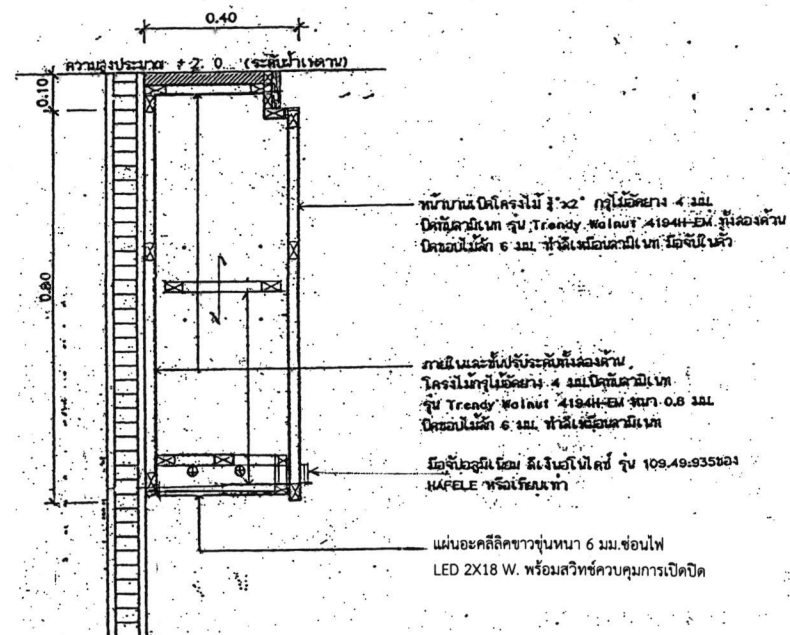 0.40
ความสูงประมาณ +2. 0 (ระดับฝ้าเพดาน)
0.10
หน้าบานเปิดโครงไม้ x2" กรุไม้อัดยาง 4 มม.
ปิดทับลามิเนท รุ่น Trendy Walnut 4194H-EM ทั้งสองด้าน
ปิดขอบไม้สัก 6 มม. ทำสีเหมือนลามิเนท มือจับในตัว
0.80
ภายในและชั้นปรับระดับทั้งสองด้าน
โครงไม้กรุไม้อัดยาง 4 มม.ปิดทับลามิเนท
รุ่น Trendy Walnut 4194H-EM หนา 0.8 มม.
ปิดขอบไม้สัก 6 มม. ทำสีเหมือนลามิเนท
มือจับอลูมิเนียม สีเงินอโนไดซ์ รุ่น 109.49.935ของ
HAFELE หรือเทียบเท่า
แผ่นอะคลีลิคขาวขุ่นหนา 6 มม.ซ่อนไฟ
LED 2X18 W. พร้อมสวิทช์ควบคุมการเปิดปิด